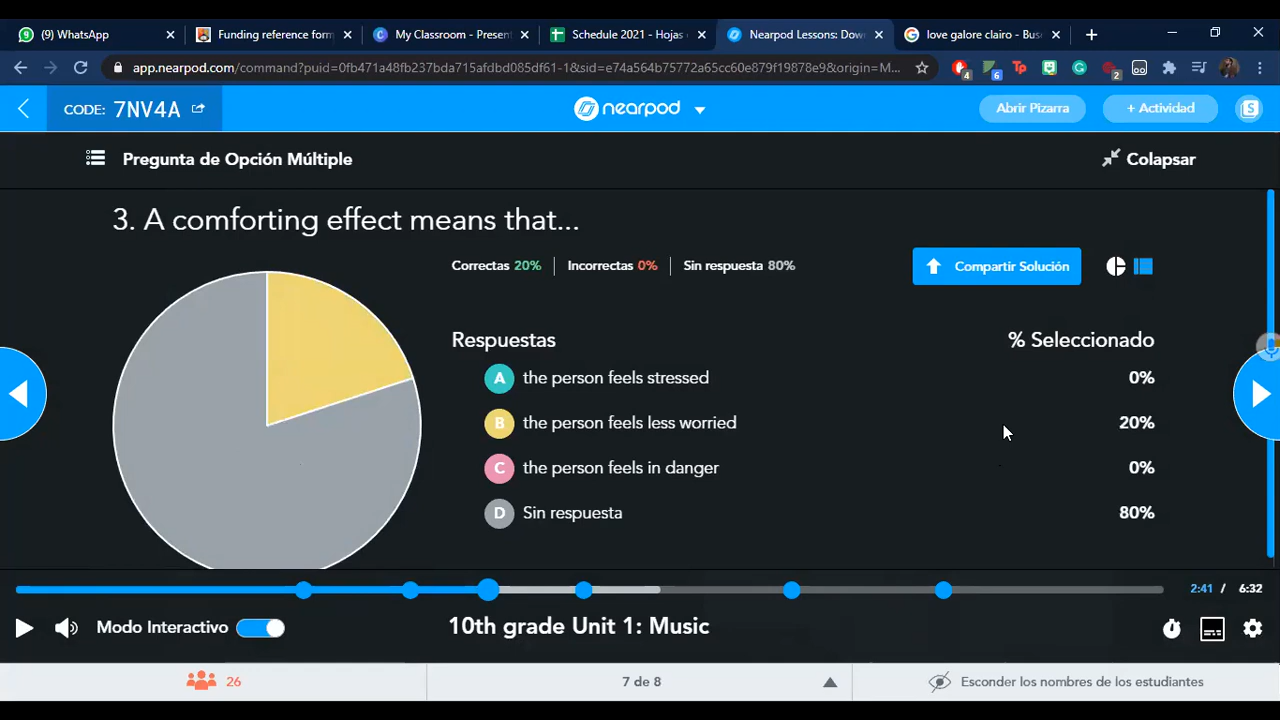 (9) WhatsApp
Funding reference form
My Classroom - Present
Schedule 2021 - Hojas
Nearpod Lessons: Dow
love galore clairo - Bus
app.nearpod.com/command?puid=0fb471a48fb237bda715afdbd085df61-1&sid=e74a564b75772a65cc60e879f19878e9&origin=M...
4
6
Tp
2
CODE: 7NV4A
nearpod
Abrir Pizarra
+ Actividad
S
Pregunta de Opción Múltiple
Colapsar
3. A comforting effect means that...
Correctas 20%
Incorrectas 0%
Sin respuesta 80%
Compartir Solución
Respuestas
% Seleccionado
A the person feels stressed 0%
B the person feels less worried 20%
C the person feels in danger 0%
D Sin respuesta 80%
2:41 / 6:32
Modo Interactivo
10th grade Unit 1: Music
26
7 de 8
Esconder los nombres de los estudiantes